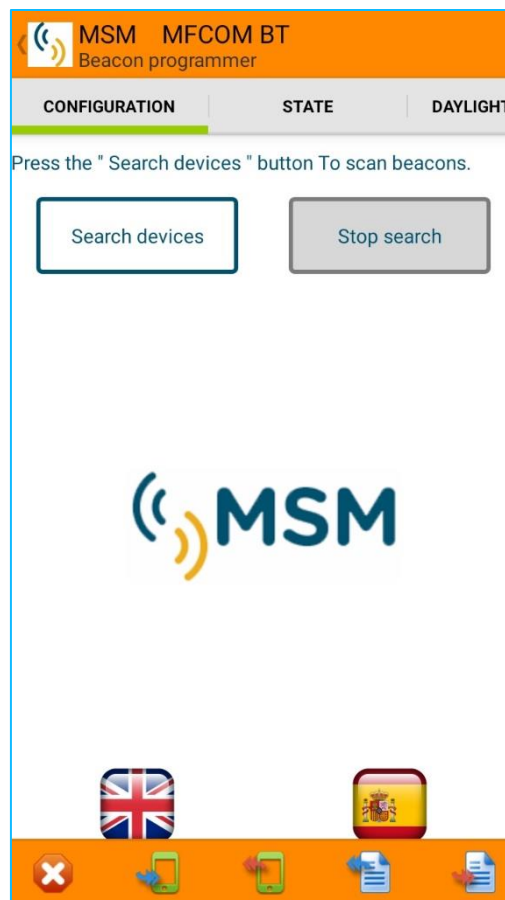 MSM MFCOM BT
Beacon programmer
CONFIGURATION STATE DAYLIGHT
Press the " Search devices " button To scan beacons.
Search devices Stop search
MSM